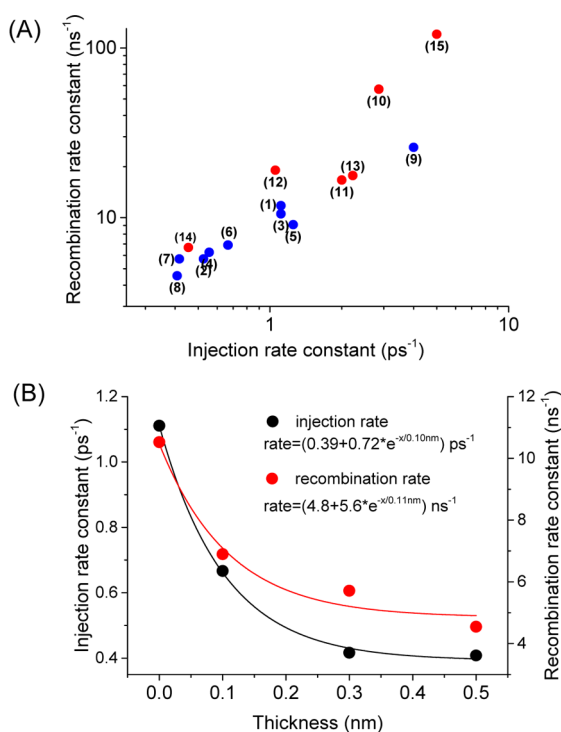 (A)
Recombination rate constant (ns-1)
100
10
(15)
(10)
(9)
(13)
(12)
(11)
(1)
(3)
(5)
(6)
(14)
(7)
(4)
(2)
(8)
1
10
Injection rate constant (ps-1)
(B)
Injection rate constant (ps-1)
1.2
1.0
0.8
0.6
0.4
injection rate
rate=(0.39+0.72*e-x/0.10nm) ps-1
recombination rate
rate=(4.8+5.6*e-x/0.11nm) ns-1
12
10
8
6
4
Recombination rate constant (ns-1)
0.0 0.1 0.2 0.3 0.4 0.5
Thickness (nm)